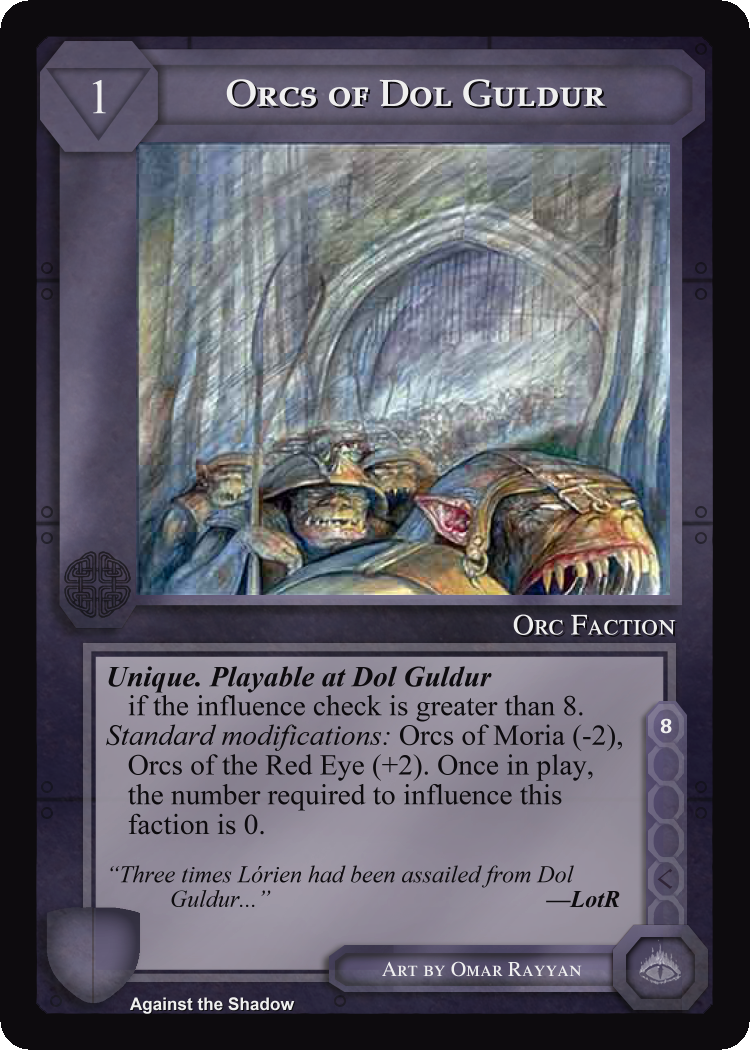 1
Orcs of Dol Guldur
Orc Faction
Unique. Playable at Dol Guldur
if the influence check is greater than 8.
Standard modifications: Orcs of Moria (-2),
Orcs of the Red Eye (+2). Once in play,
the number required to influence this
faction is 0.
8
“Three times Lórien had been assailed from Dol
Guldur...” —LotR
Art by Omar Rayyan
Against the Shadow